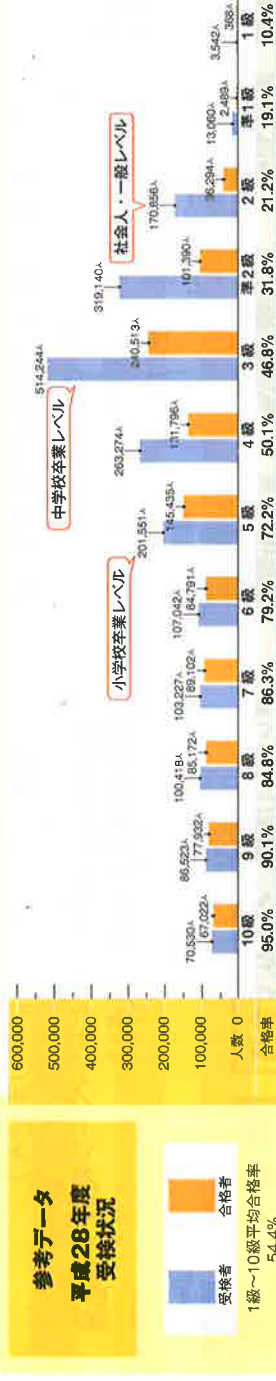 参考データ
平成28年度
受検状況
受検者
合格者
1級～10級平均合格率
54.4%
600,000
500,000
400,000
300,000
200,000
100,000
人数 0
合格率
小学校卒業レベル
中学校卒業レベル
社会人・一般レベル
70,530人
67,022人
10級
95.0%
86,523人
77,932人
9級
90.1%
100,418人
85,172人
8級
84.8%
103,227人
89,102人
7級
86.3%
107,042人
84,791人
6級
79.2%
201,551人
145,435人
5級
72.2%
263,274人
131,796人
4級
50.1%
514,244人
240,513人
3級
46.8%
319,140人
101,390人
準2級
31.8%
170,856人
36,294人
2級
21.2%
13,060人
2,489人
準1級
19.1%
3,542人
368人
1級
10.4%